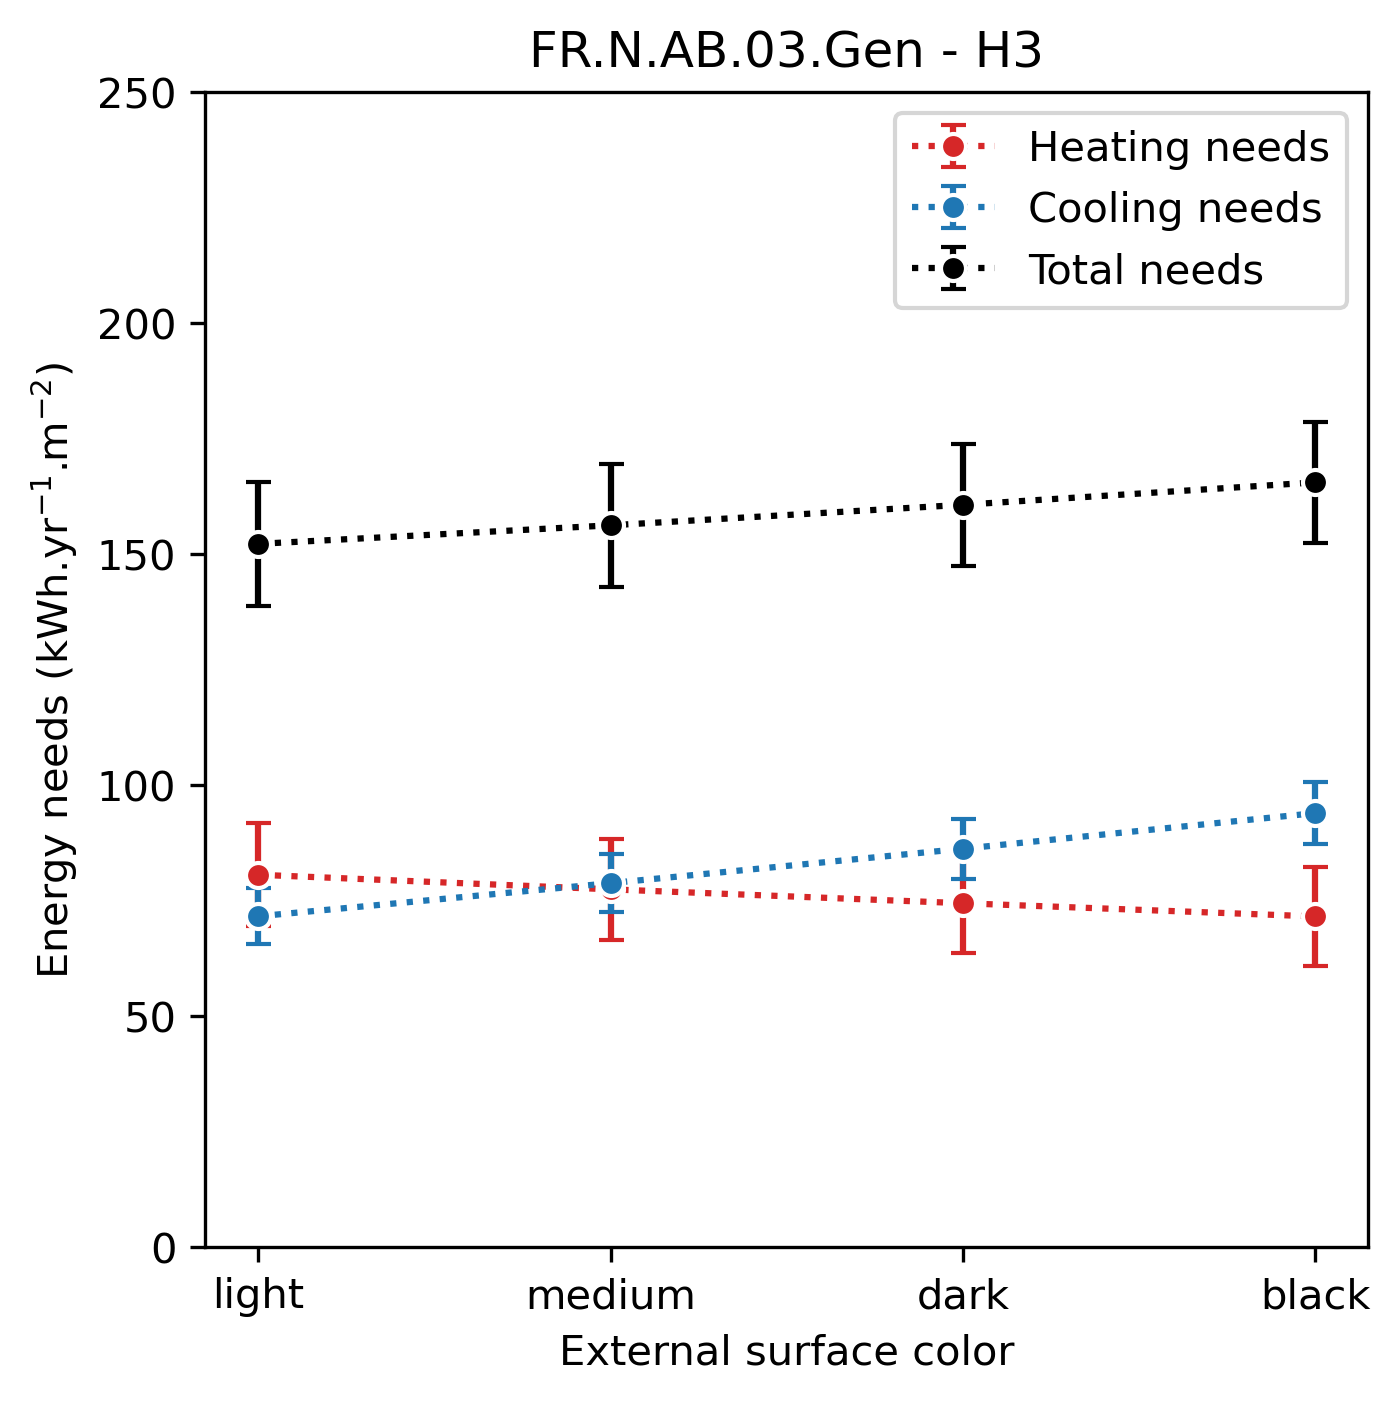 FR.N.AB.03.Gen - H3
Heating needs
Cooling needs
Total needs
Energy needs (kWh.yr⁻¹.m⁻²)
250
200
150
100
50
0
light medium dark black
External surface color